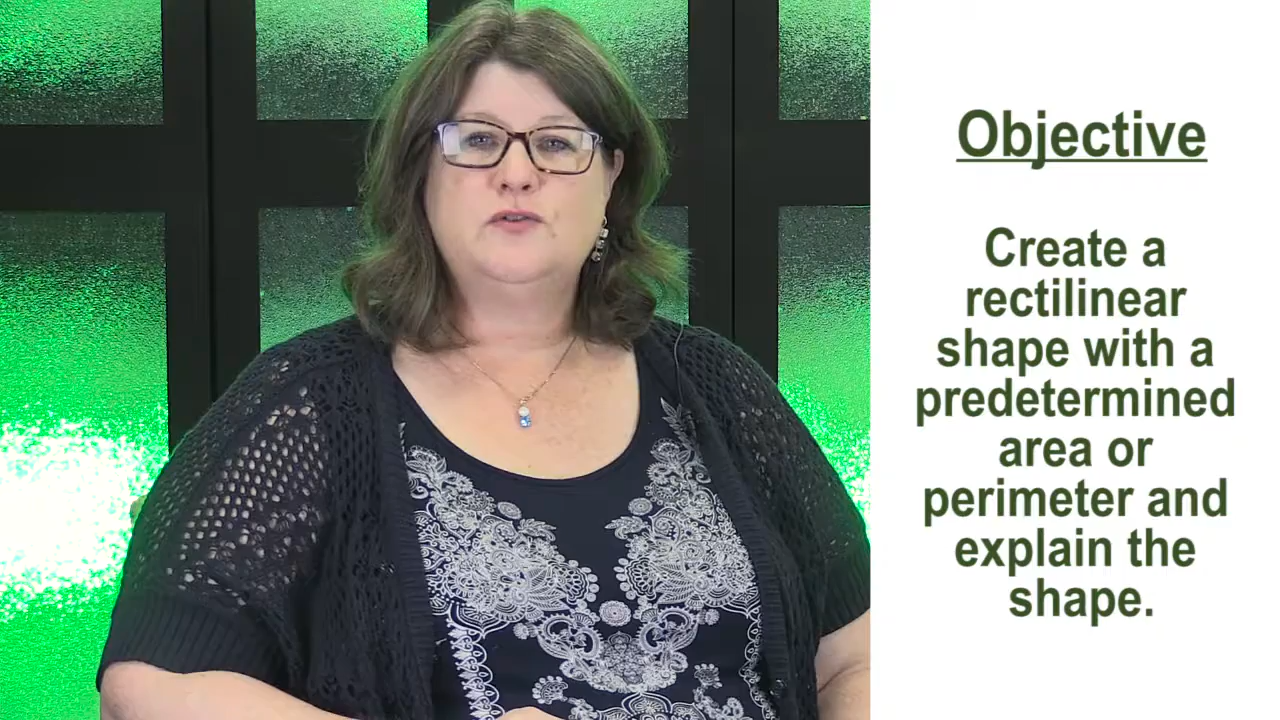 Objective
Create a
rectilinear
shape with a
predetermined
area or
perimeter and
explain the
shape.